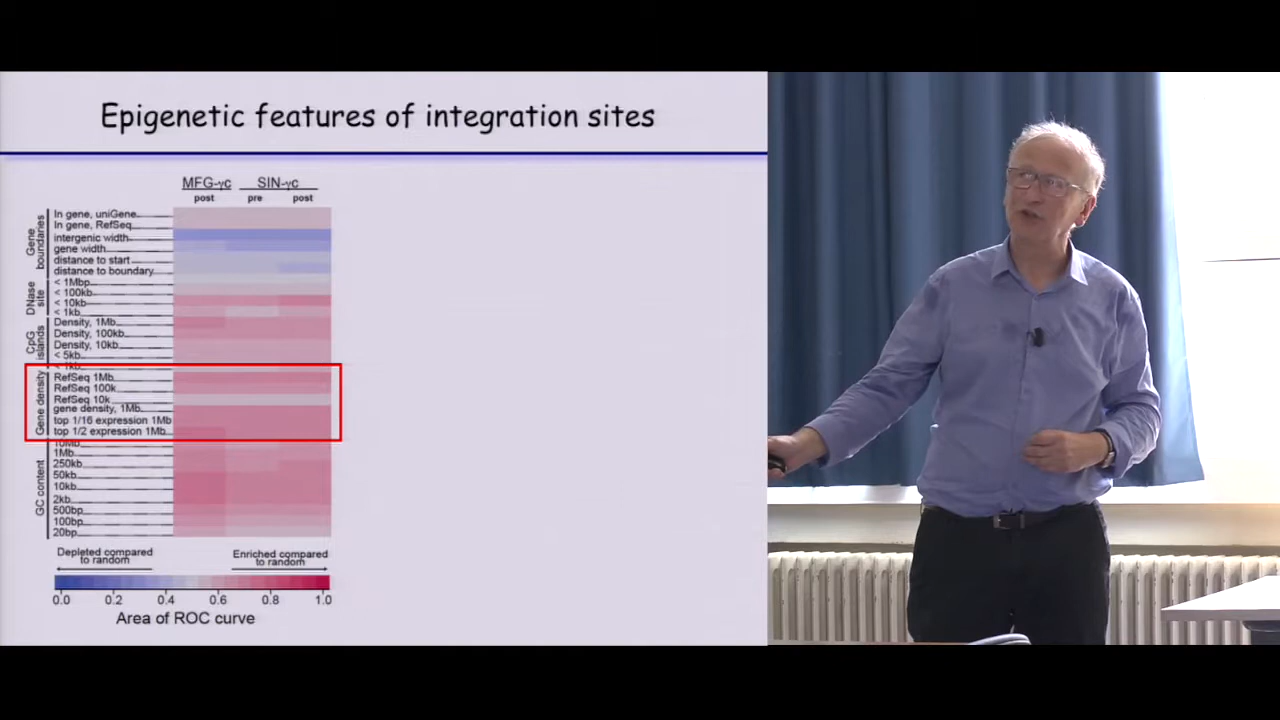 Epigenetic features of integration sites
MFG-γc SIN-γc
post pre post
Gene boundaries
In gene, uniGene
In gene, RefSeq
intergenic width
gene width
distance to start
distance to boundary
DNase site
< 1Mbp
< 100kb
< 10kb
< 1kb
CpG islands
Density, 1Mb
Density, 100kb
Density, 10kb
< 5kb
< 1kb
Gene density
RefSeq 1Mb
RefSeq 100k
RefSeq 10k
gene density, 1Mb
top 1/16 expression 1Mb
top 1/2 expression 1Mb
GC content
10Mb
1Mb
250kb
50kb
10kb
2kb
500bp
100bp
20bp
Depleted compared to random
Enriched compared to random
0.0 0.2 0.4 0.6 0.8 1.0
Area of ROC curve